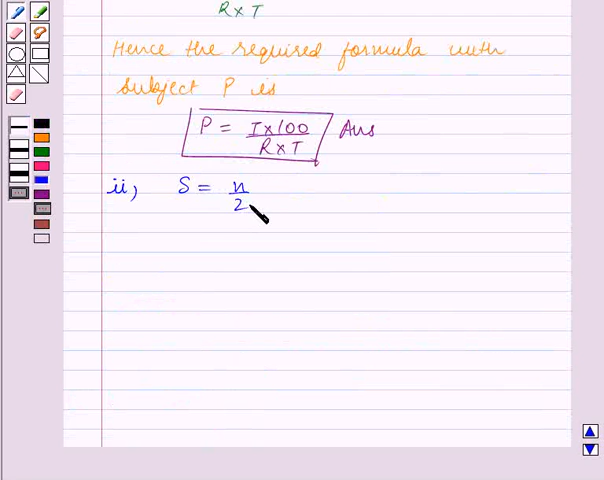 R x T
Hence the required formula with
subject P is
P = I x 100 / R x T Ans
ii, S = n / 2